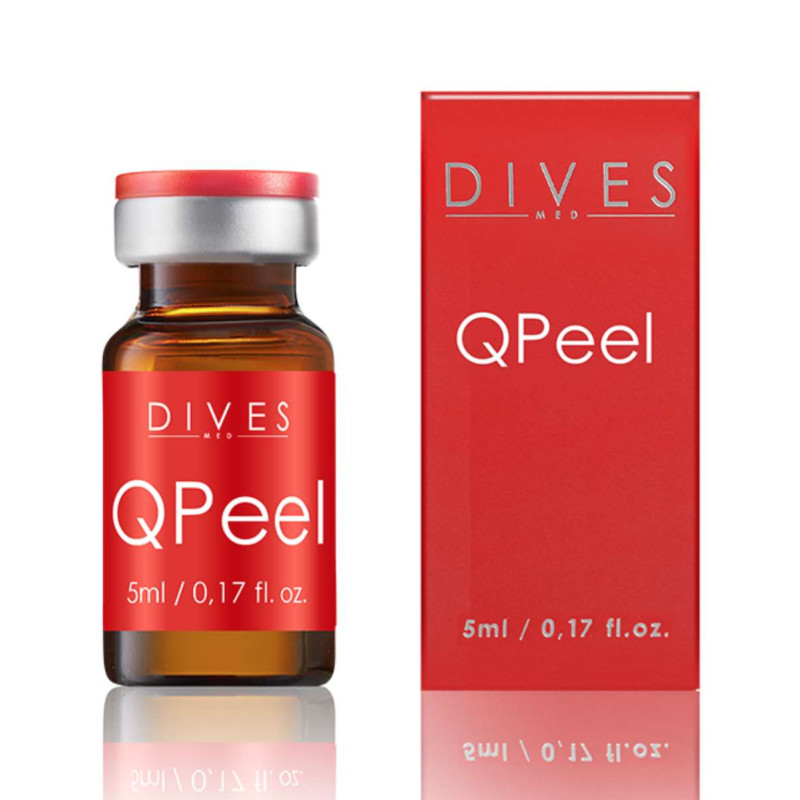 DIVES
MED
QPeel
5ml / 0,17 fl. oz.
DIVES
MED
QPeel
5ml / 0,17 fl.oz.